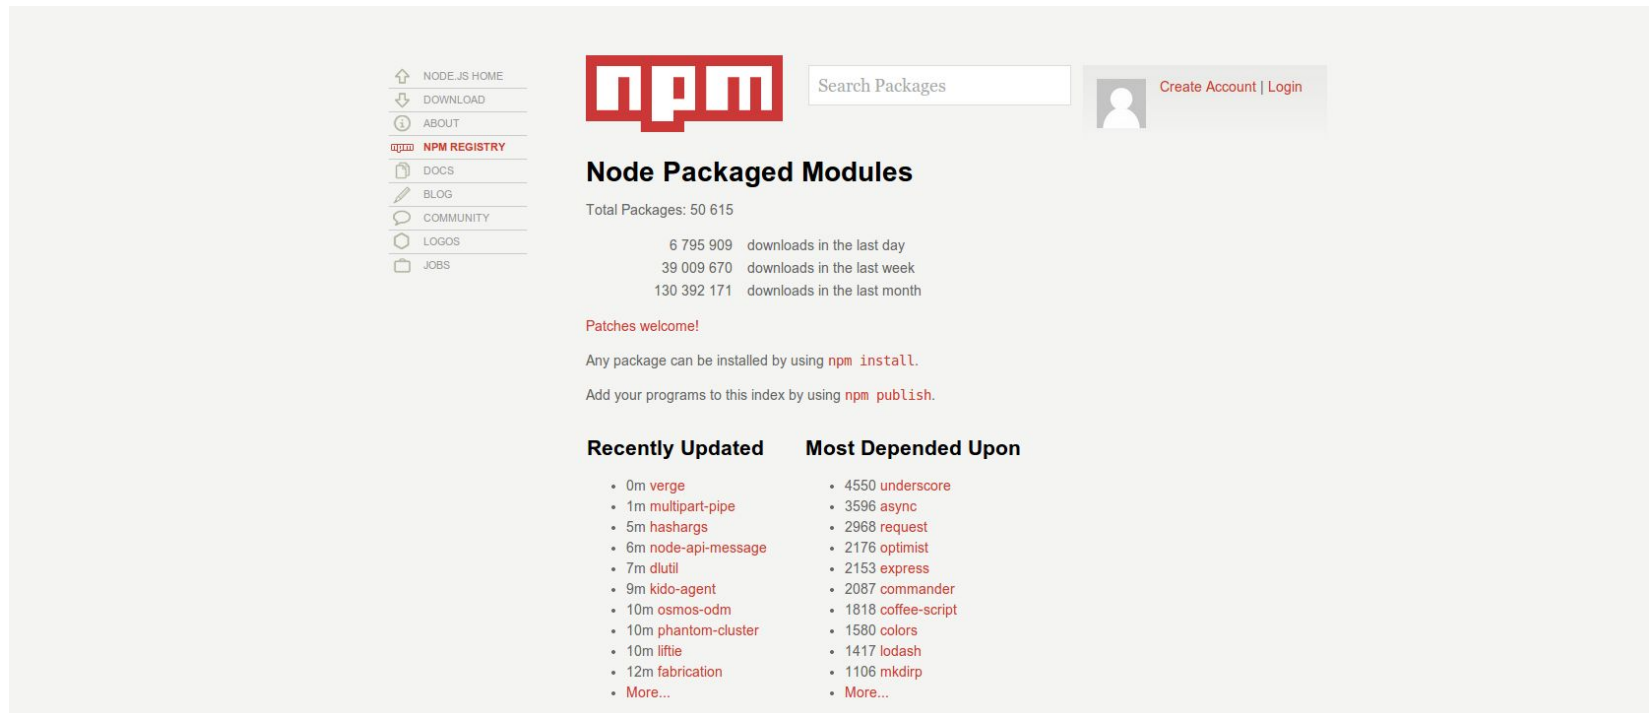 NODE.JS HOME
DOWNLOAD
ABOUT
npm NPM REGISTRY
DOCS
BLOG
COMMUNITY
LOGOS
JOBS
npm
Search Packages
Create Account | Login
Node Packaged Modules
Total Packages: 50 615
6 795 909 downloads in the last day
39 009 670 downloads in the last week
130 392 171 downloads in the last month
Patches welcome!
Any package can be installed by using npm install.
Add your programs to this index by using npm publish.
Recently Updated
• 0m verge
• 1m multipart-pipe
• 5m hashargs
• 6m node-api-message
• 7m dlutil
• 9m kido-agent
• 10m osmos-odm
• 10m phantom-cluster
• 10m liftie
• 12m fabrication
• More...
Most Depended Upon
• 4550 underscore
• 3596 async
• 2968 request
• 2176 optimist
• 2153 express
• 2087 commander
• 1818 coffee-script
• 1580 colors
• 1417 lodash
• 1106 mkdirp
• More...